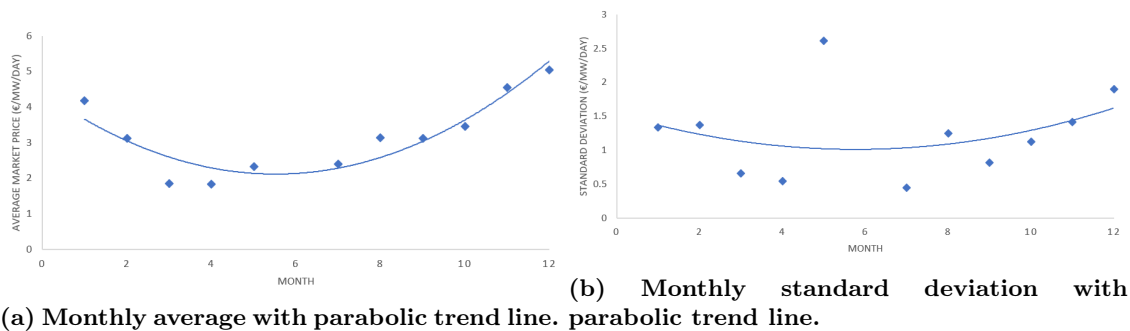 6
5
4
3
2
1
0
AVERAGE MARKET PRICE (€/MW/DAY)
0 2 4 6 8 10 12
MONTH
(a) Monthly average with parabolic trend line.
3
2.5
2
1.5
1
0.5
0
STANDARD DEVIATION (€/MW/DAY)
0 2 4 6 8 10 12
MONTH
(b) Monthly standard deviation with
parabolic trend line.